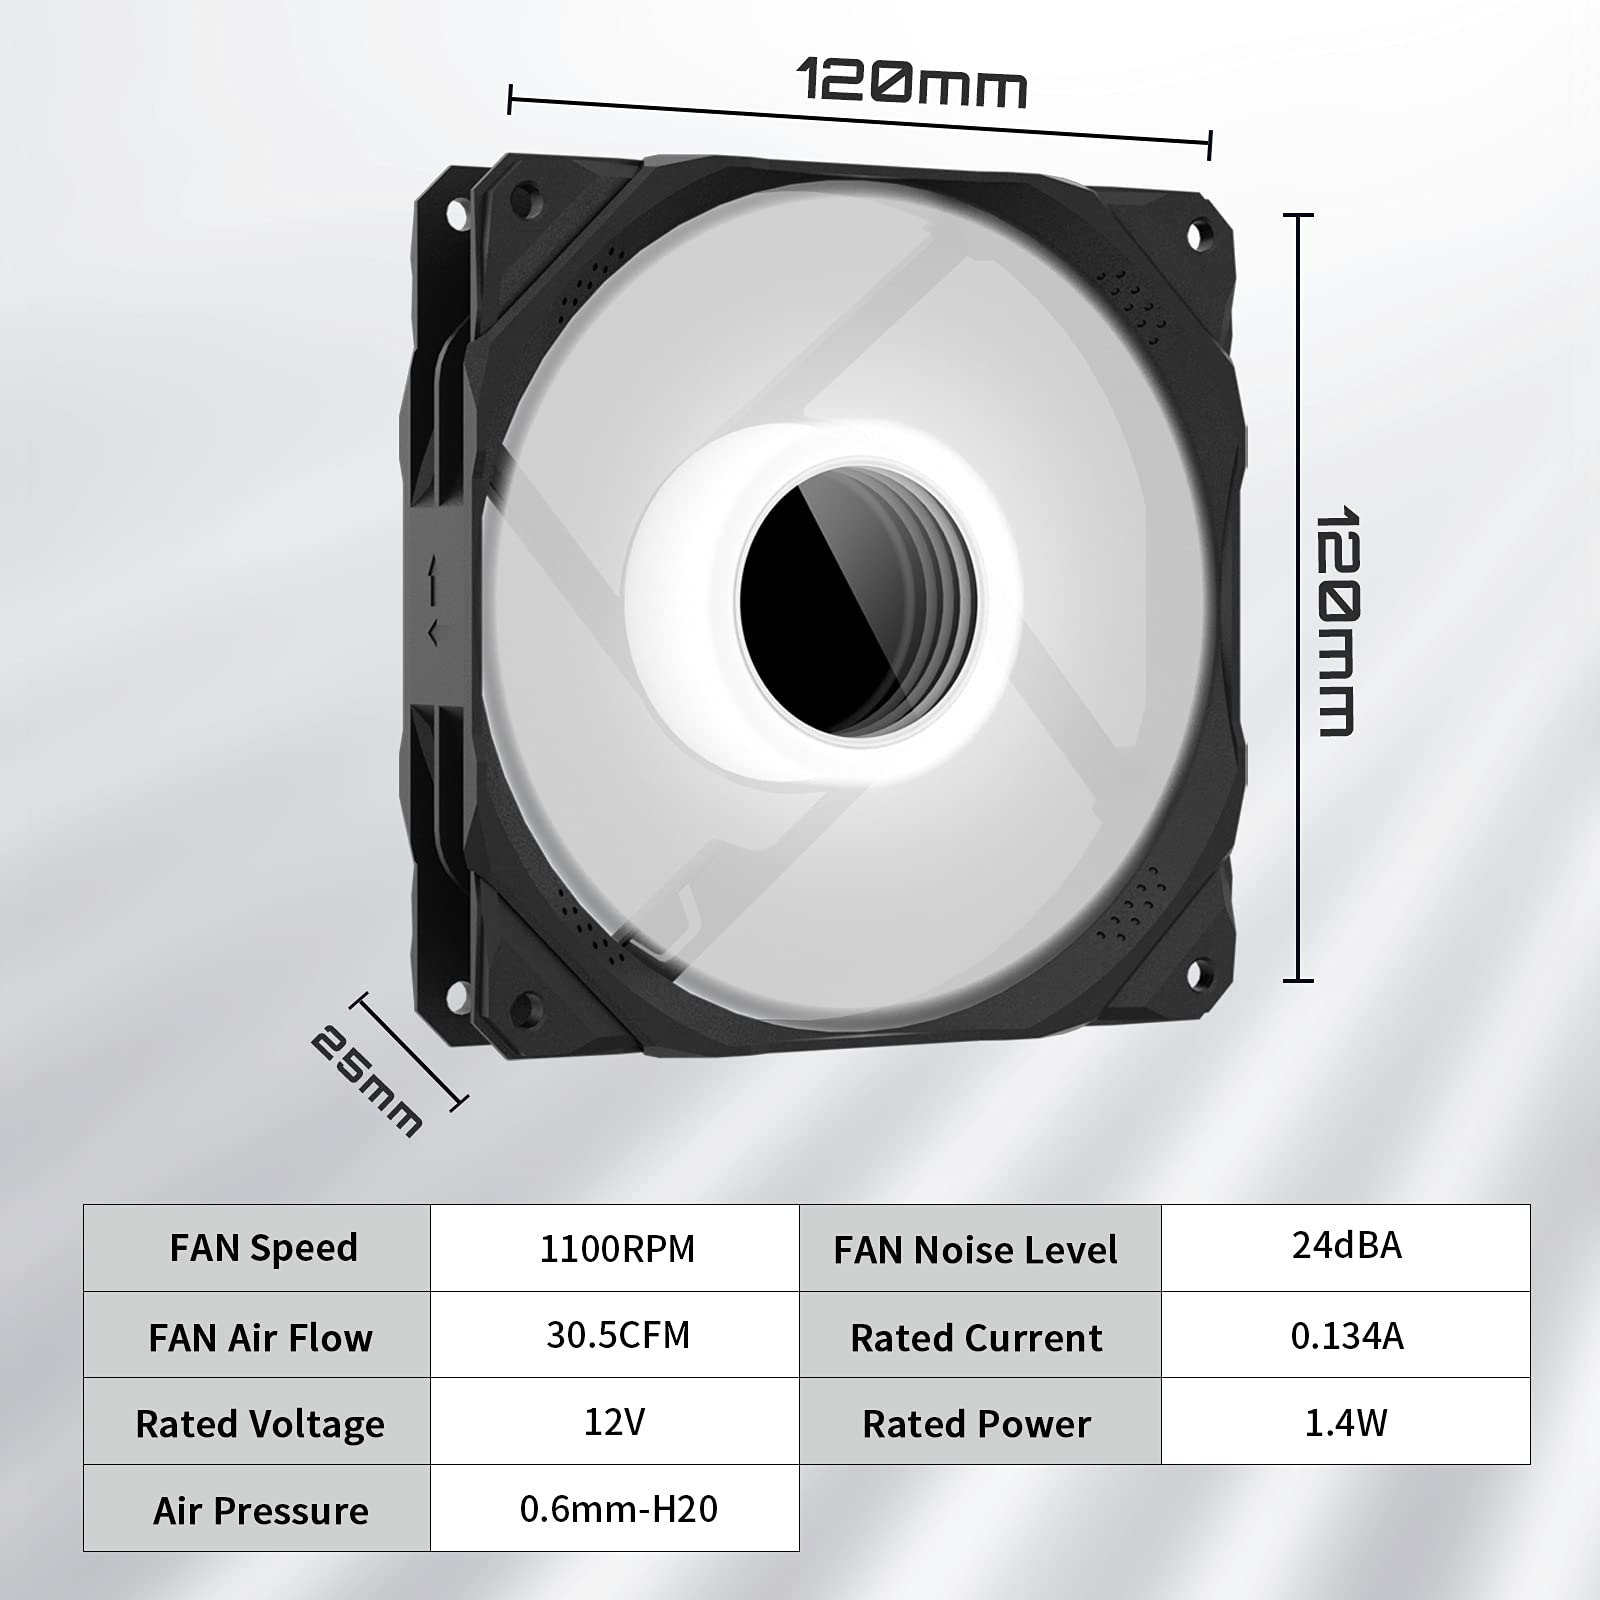 120mm
120mm
25mm
FAN Speed 1100RPM FAN Noise Level 24dBA
FAN Air Flow 30.5CFM Rated Current 0.134A
Rated Voltage 12V Rated Power 1.4W
Air Pressure 0.6mm-H20